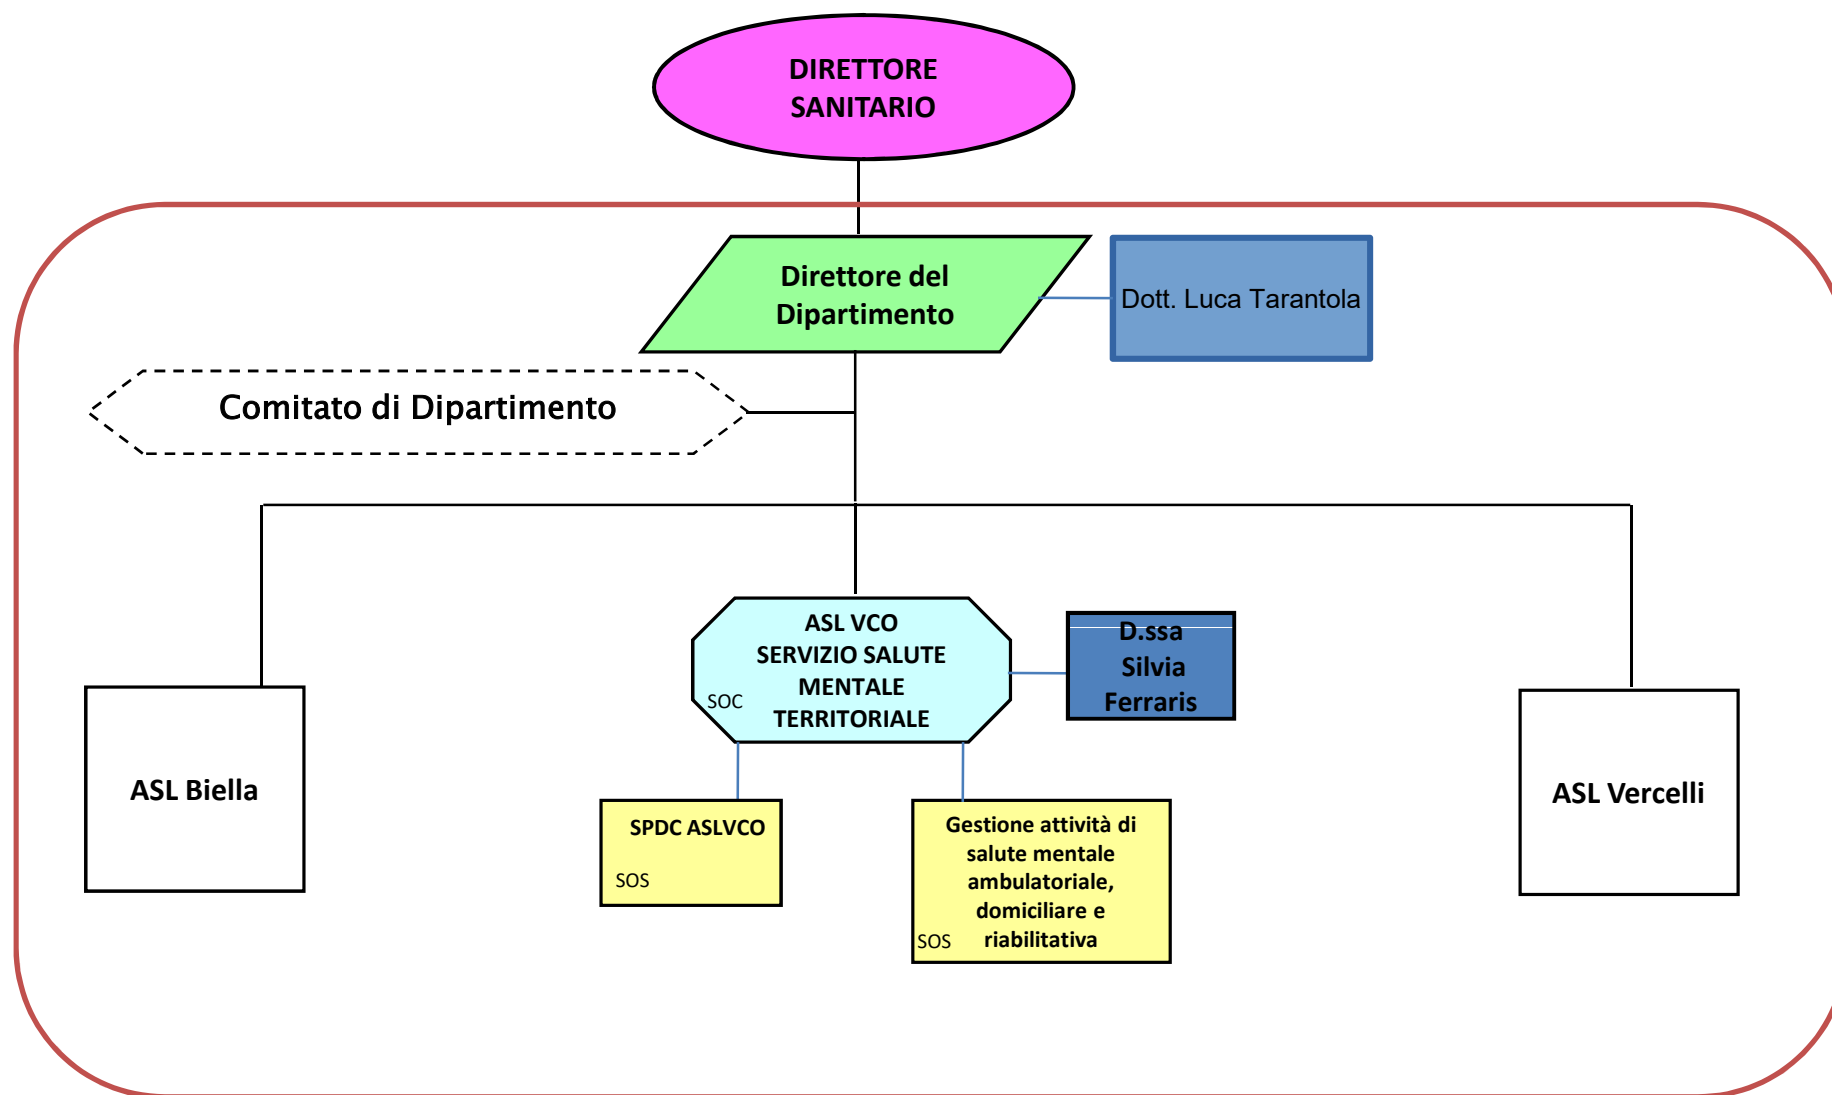 DIRETTORE
SANITARIO
Direttore del
Dipartimento
Dott. Luca Tarantola
Comitato di Dipartimento
ASL VCO
SERVIZIO SALUTE
MENTALE
TERRITORIALE
SOC
D.ssa
Silvia
Ferraris
ASL Biella
SPDC ASLVCO
SOS
Gestione attività di
salute mentale
ambulatoriale,
domiciliare e
riabilitativa
SOS
ASL Vercelli